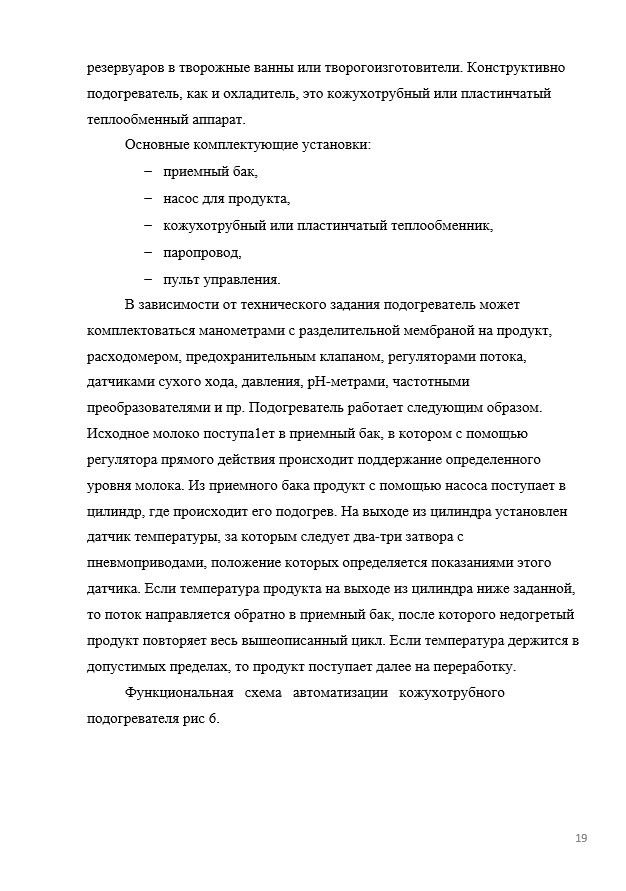 резервуаров в творожные ванны или творогоизготовители. Конструктивно
подогреватель, как и охладитель, это кожухотрубный или пластинчатый
теплообменный аппарат.
Основные комплектующие установки:
– приемный бак,
– насос для продукта,
– кожухотрубный или пластинчатый теплообменник,
– паропровод,
– пульт управления.
В зависимости от технического задания подогреватель может
комплектоваться манометрами с разделительной мембраной на продукт,
расходомером, предохранительным клапаном, регуляторами потока,
датчиками сухого хода, давления, pH-метрами, частотными
преобразователями и пр. Подогреватель работает следующим образом.
Исходное молоко поступа1ет в приемный бак, в котором с помощью
регулятора прямого действия происходит поддержание определенного
уровня молока. Из приемного бака продукт с помощью насоса поступает в
цилиндр, где происходит его подогрев. На выходе из цилиндра установлен
датчик температуры, за которым следует два-три затвора с
пневмоприводами, положение которых определяется показаниями этого
датчика. Если температура продукта на выходе из цилиндра ниже заданной,
то поток направляется обратно в приемный бак, после которого недогретый
продукт повторяет весь вышеописанный цикл. Если температура держится в
допустимых пределах, то продукт поступает далее на переработку.
Функциональная схема автоматизации кожухотрубного
подогревателя рис 6.
19